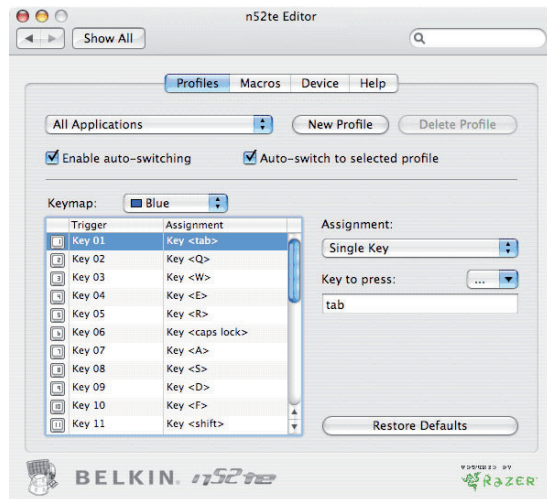 n52te Editor
Show All
Profiles Macros Device Help
All Applications New Profile Delete Profile
Enable auto-switching Auto-switch to selected profile
Keymap: Blue
Trigger Assignment
Key 01 Key <tab>
Key 02 Key <Q>
Key 03 Key <W>
Key 04 Key <E>
Key 05 Key <R>
Key 06 Key <caps lock>
Key 07 Key <A>
Key 08 Key <S>
Key 09 Key <D>
Key 10 Key <F>
Key 11 Key <shift>
Assignment:
Single Key
Key to press: ...
tab
Restore Defaults
BELKIN. n52te
POWERED BY
RAZER